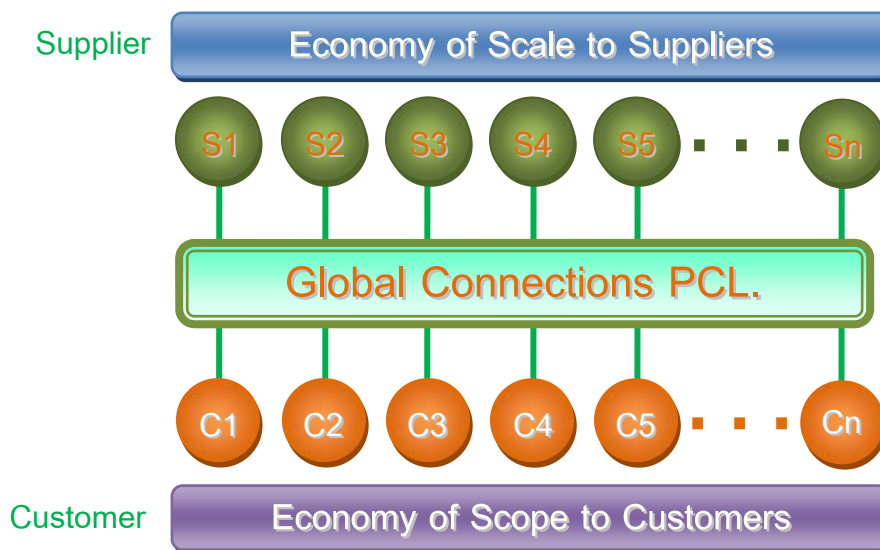 Supplier
Economy of Scale to Suppliers
S1 S2 S3 S4 S5 . . . Sn
Global Connections PCL.
C1 C2 C3 C4 C5 . . . Cn
Customer
Economy of Scope to Customers